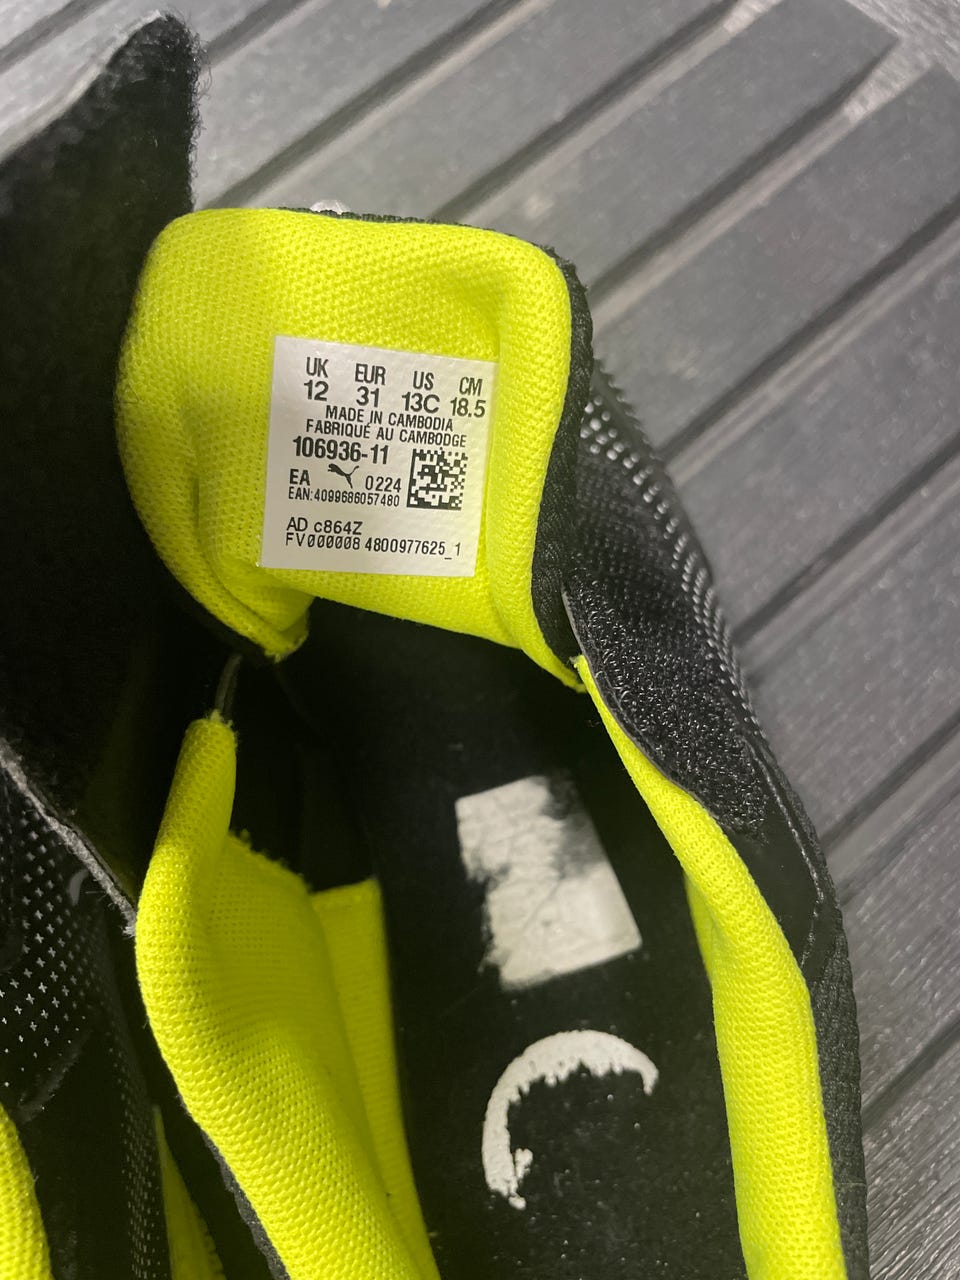 UK EUR US CM
12 31 13C 18.5
MADE IN CAMBODIA
FABRIQUÉ AU CAMBODGE
106936-11
EA 0224
EAN:4099686057480
AD c864Z
FV000008 4800977625_1